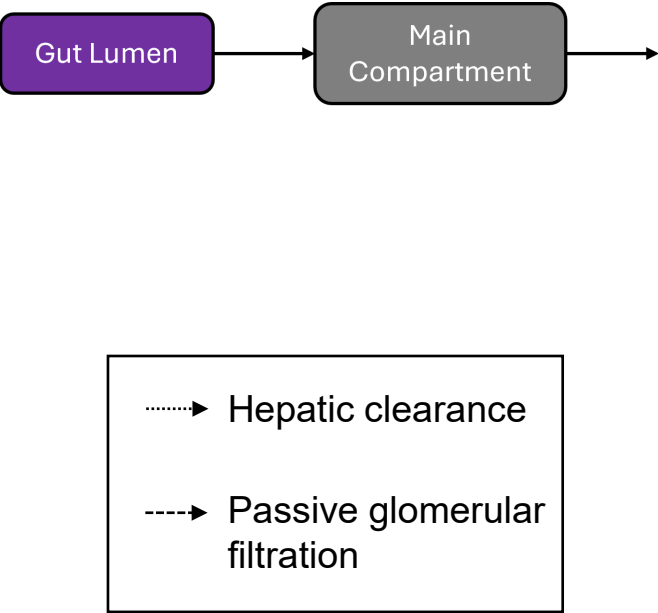 Gut Lumen
Main
Compartment
Hepatic clearance
Passive glomerular
filtration